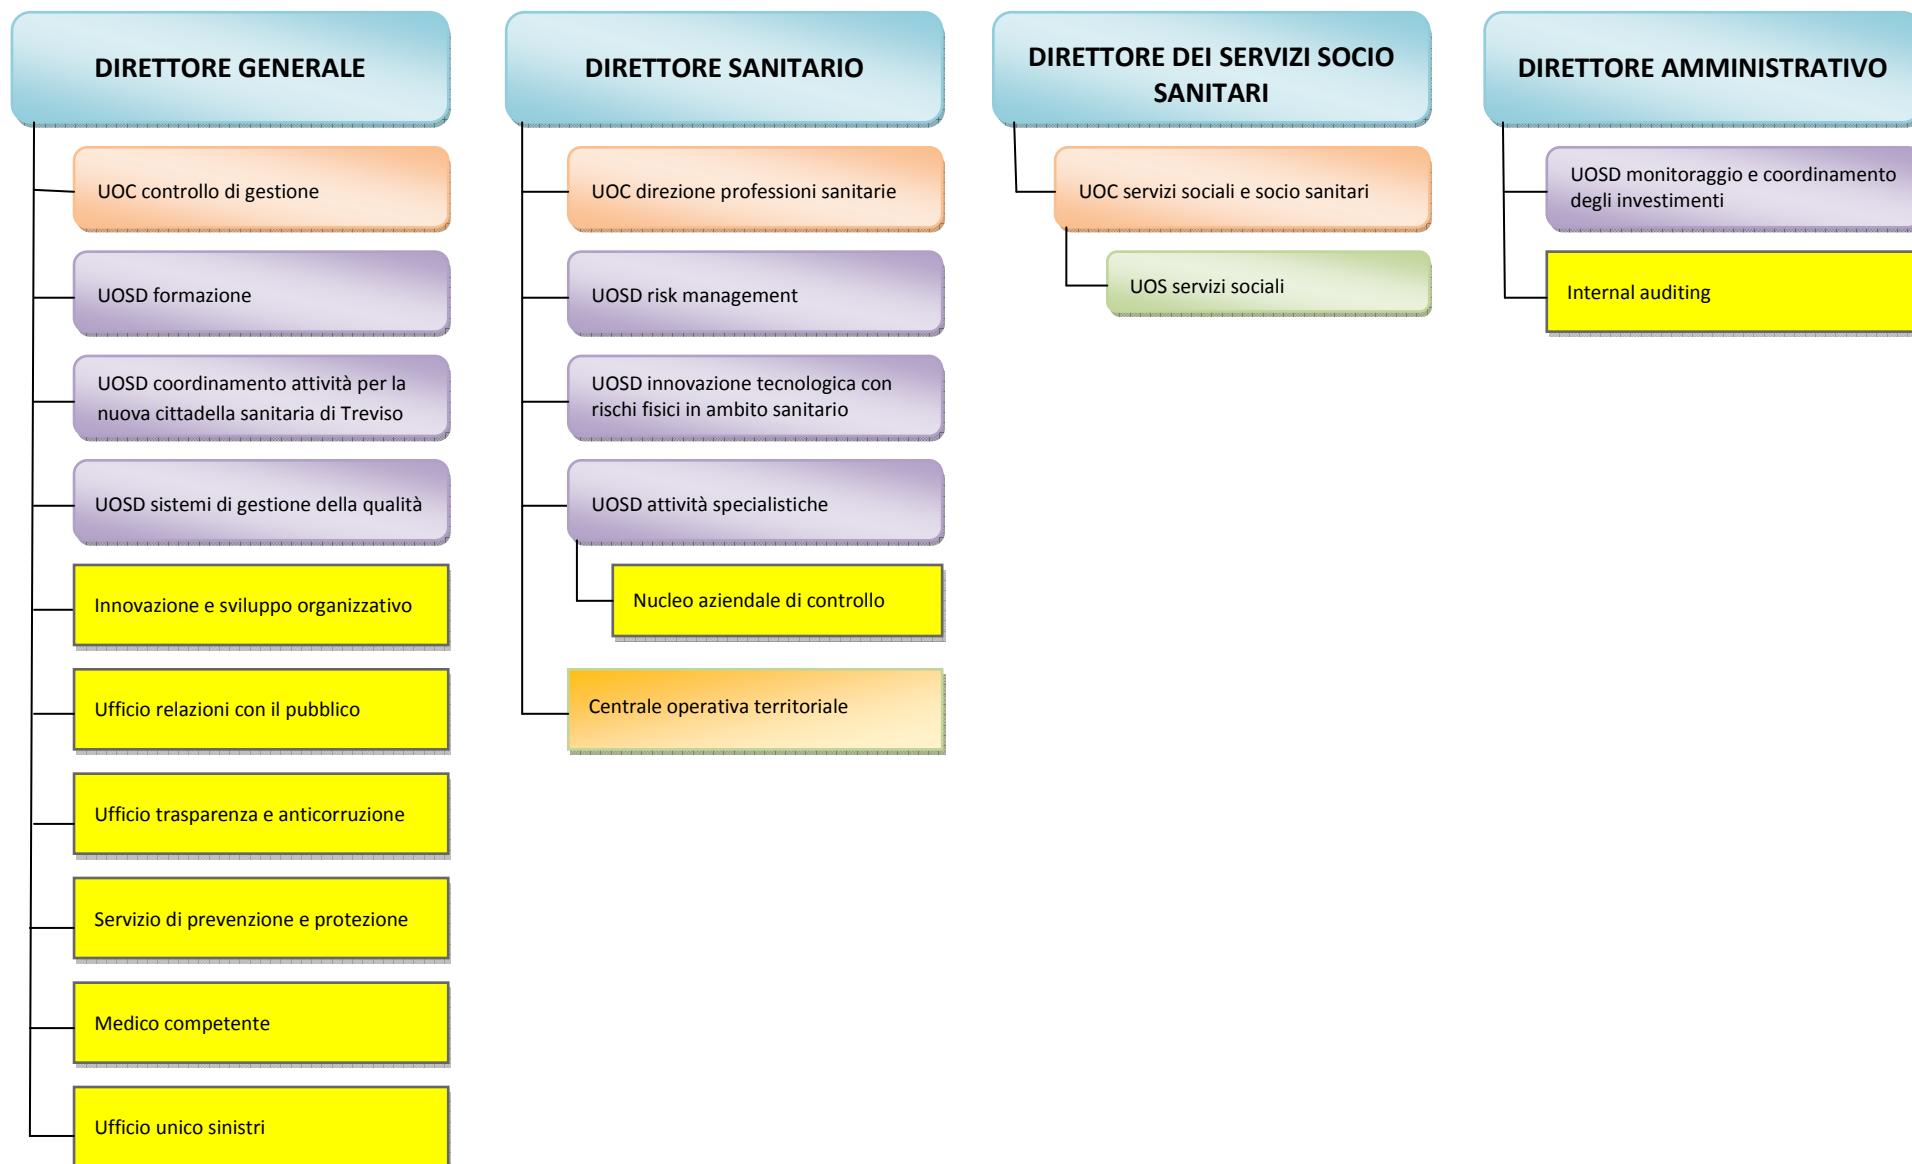 DIRETTORE GENERALE
UOC controllo di gestione
UOSD formazione
UOSD coordinamento attività per la
nuova cittadella sanitaria di Treviso
UOSD sistemi di gestione della qualità
Innovazione e sviluppo organizzativo
Ufficio relazioni con il pubblico
Ufficio trasparenza e anticorruzione
Servizio di prevenzione e protezione
Medico competente
Ufficio unico sinistri
DIRETTORE SANITARIO
UOC direzione professioni sanitarie
UOSD risk management
UOSD innovazione tecnologica con
rischi fisici in ambito sanitario
UOSD attività specialistiche
Nucleo aziendale di controllo
Centrale operativa territoriale
DIRETTORE DEI SERVIZI SOCIO
SANITARI
UOC servizi sociali e socio sanitari
UOS servizi sociali
DIRETTORE AMMINISTRATIVO
UOSD monitoraggio e coordinamento
degli investimenti
Internal auditing